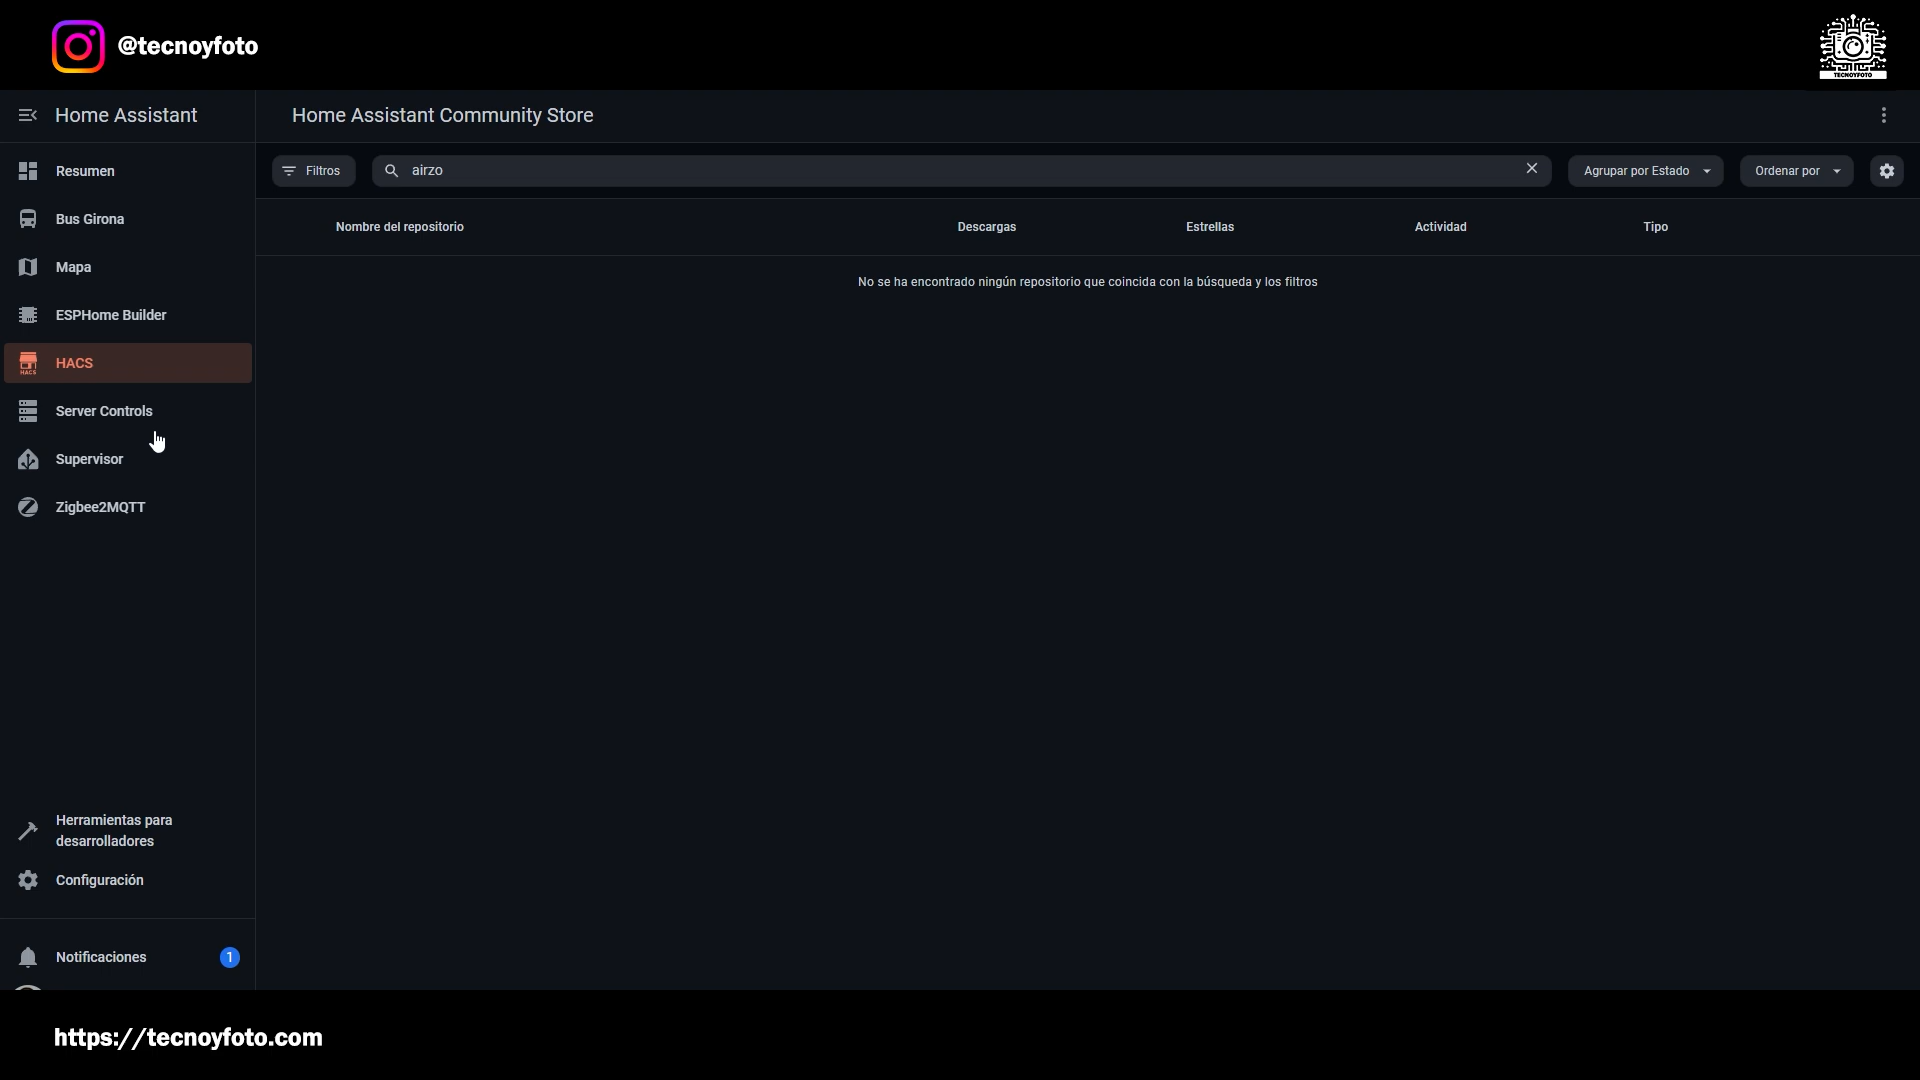 @tecnoyfoto
TECNOYFOTO
Home Assistant
Home Assistant Community Store
Filtros
airzo
Agrupar por Estado
Ordenar por
Nombre del repositorio
Descargas
Estrellas
Actividad
Tipo
No se ha encontrado ningún repositorio que coincida con la búsqueda y los filtros
Resumen
Bus Girona
Mapa
ESPHome Builder
HACS
HACS
Server Controls
Supervisor
Zigbee2MQTT
Herramientas para
desarrolladores
Configuración
Notificaciones
1
https://tecnoyfoto.com